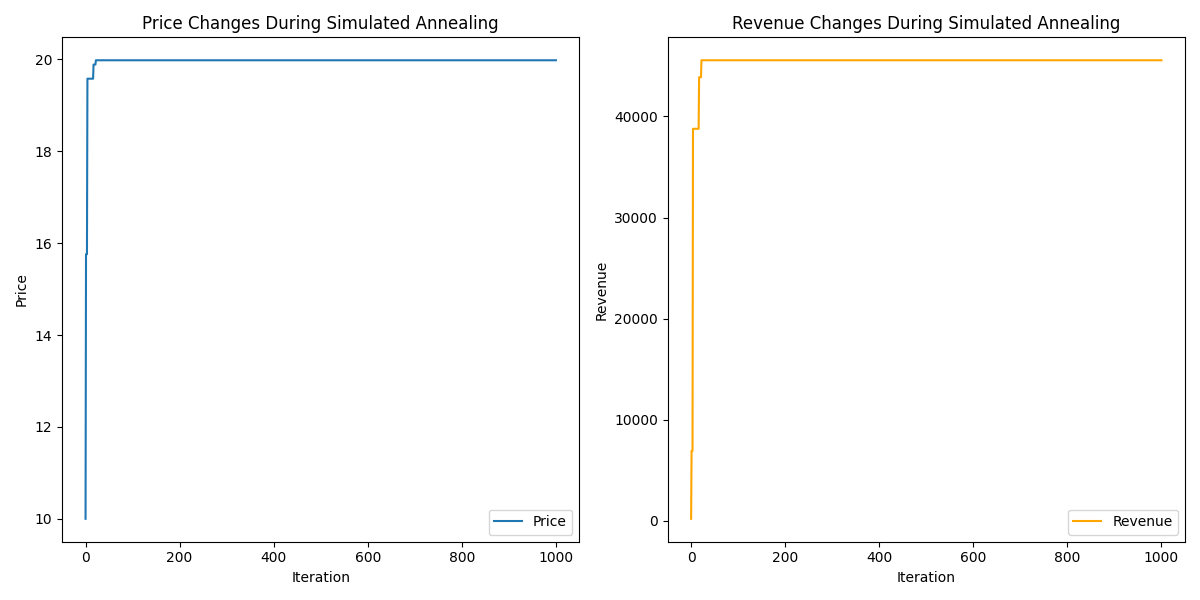 Price Changes During Simulated Annealing
20
18
16
14
12
10
Price
0 200 400 600 800 1000
Iteration
Price
Revenue Changes During Simulated Annealing
40000
30000
20000
10000
0
Revenue
0 200 400 600 800 1000
Iteration
Revenue